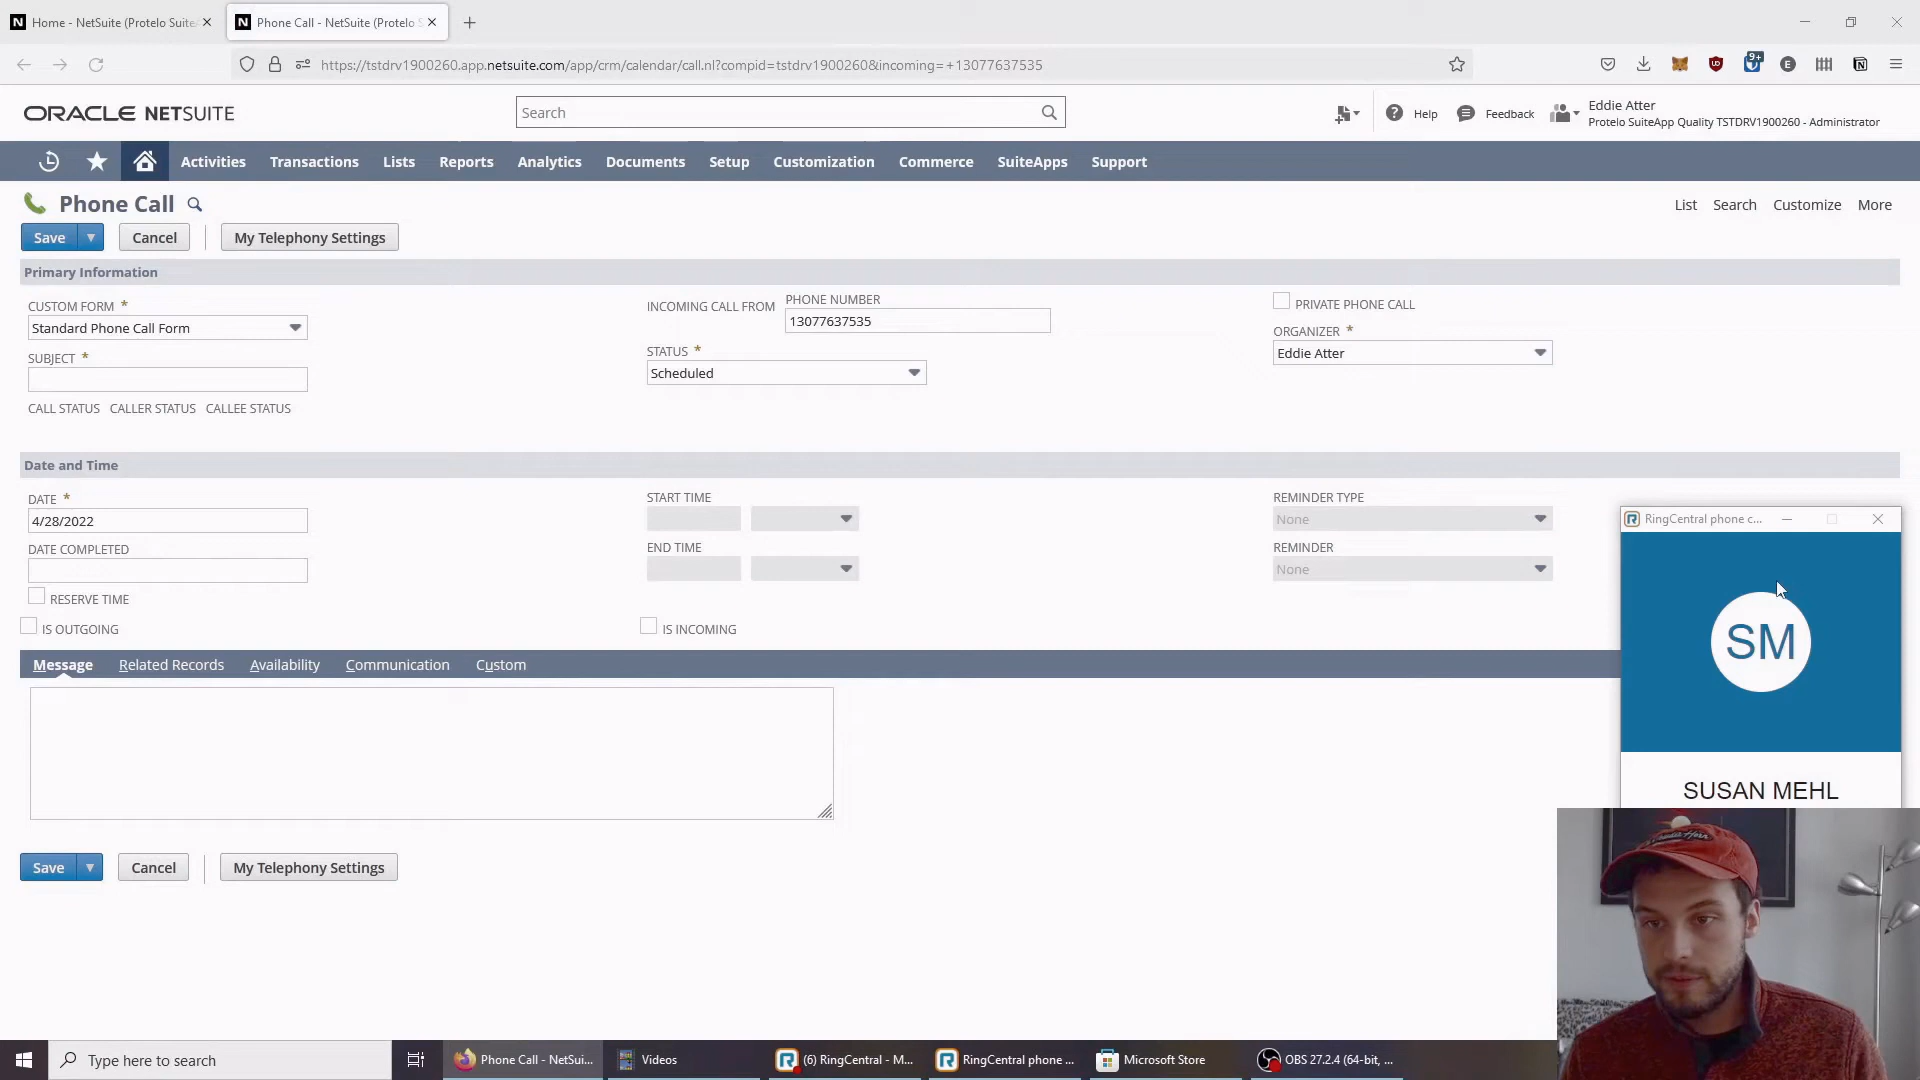 Home - NetSuite (Protelo Suite
Phone Call - NetSuite (Protelo S
https://tstdrv1900260.app.netsuite.com/app/crm/calendar/call.nl?compid=tstdrv1900260&incoming=+13077637535
9+
ORACLE NETSUITE
Search
Help
Feedback
Eddie Atter
Protelo SuiteApp Quality TSTDRV1900260 - Administrator
Activities Transactions Lists Reports Analytics Documents Setup Customization Commerce SuiteApps Support
Phone Call
List Search Customize More
Save Cancel My Telephony Settings
Primary Information
CUSTOM FORM *
Standard Phone Call Form
SUBJECT *
CALL STATUS CALLER STATUS CALLEE STATUS
INCOMING CALL FROM
PHONE NUMBER
13077637535
STATUS *
Scheduled
PRIVATE PHONE CALL
ORGANIZER *
Eddie Atter
Date and Time
DATE *
4/28/2022
DATE COMPLETED
RESERVE TIME
START TIME
END TIME
REMINDER TYPE
None
REMINDER
None
IS OUTGOING
IS INCOMING
Message Related Records Availability Communication Custom
RingCentral phone c...
SM
SUSAN MEHL
Save Cancel My Telephony Settings
Type here to search
Phone Call - NetSui...
Videos
(6) RingCentral - M...
RingCentral phone ...
Microsoft Store
OBS 27.2.4 (64-bit, ...